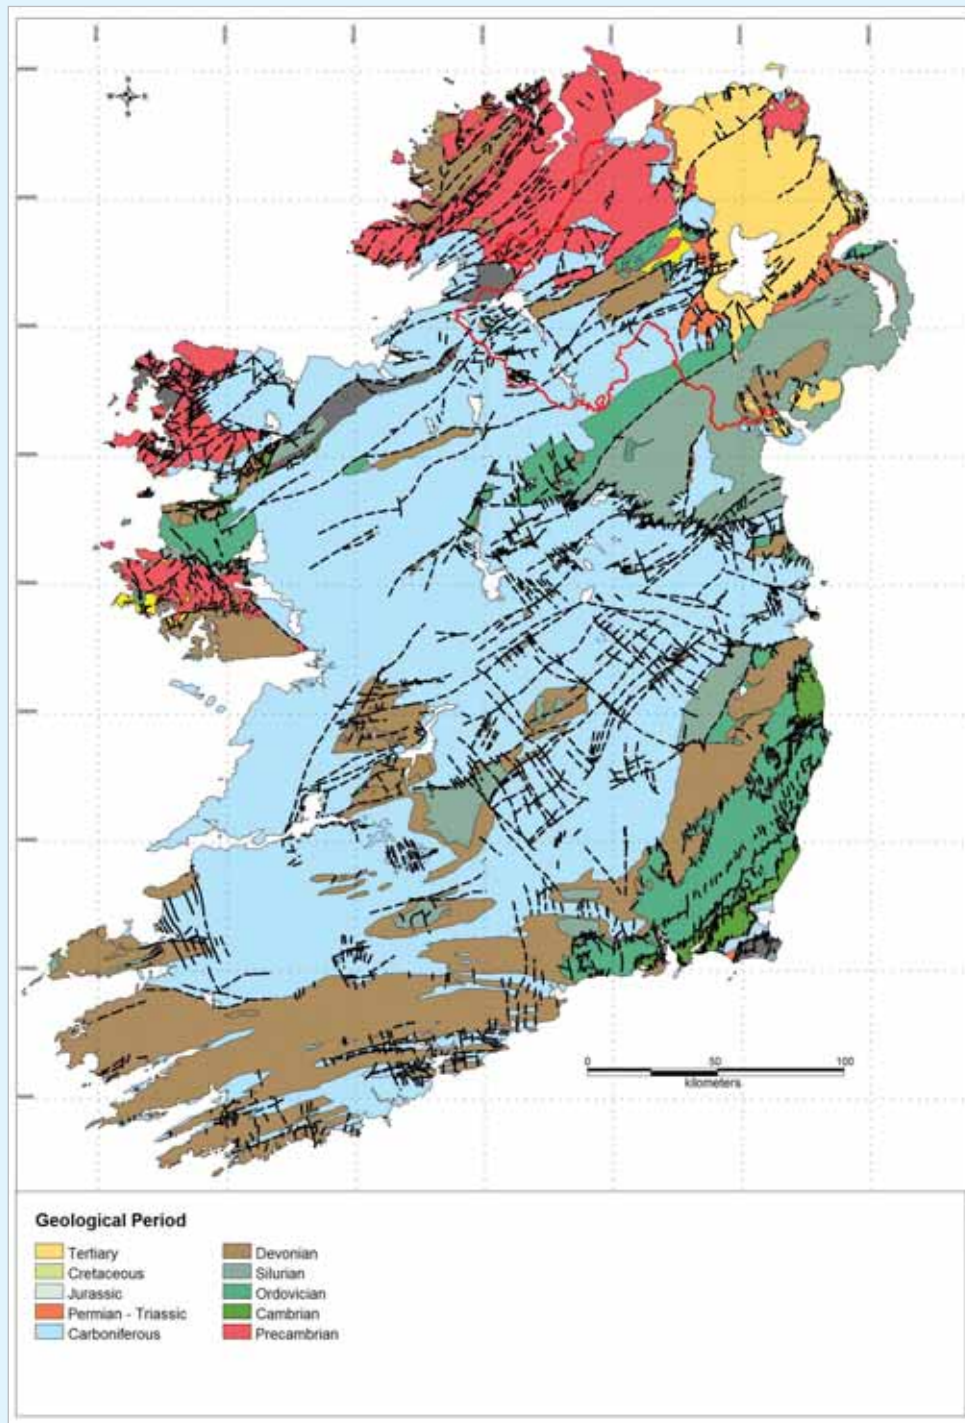 N
W E
S
0 50 100
kilometers
Geological Period
Tertiary
Cretaceous
Jurassic
Permian - Triassic
Carboniferous
Devonian
Silurian
Ordovician
Cambrian
Precambrian